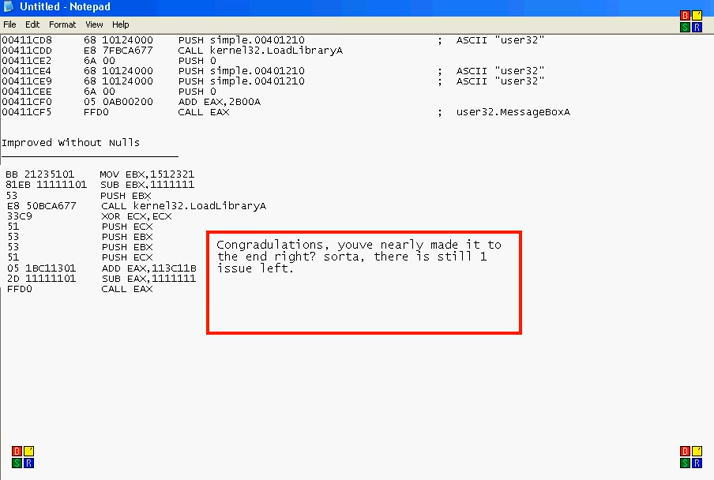 Untitled - Notepad
File Edit Format View Help
00411CD8 68 10124000 PUSH simple.00401210 ; ASCII "user32"
00411CDD E8 7FBCA677 CALL kernel32.LoadLibraryA
00411CE2 6A 00 PUSH 0
00411CE4 68 10124000 PUSH simple.00401210 ; ASCII "user32"
00411CE9 68 10124000 PUSH simple.00401210 ; ASCII "user32"
00411CEE 6A 00 PUSH 0
00411CF0 05 0AB00200 ADD EAX,2B00A
00411CF5 FFD0 CALL EAX ; user32.MessageBoxA
Improved Without Nulls
BB 21235101 MOV EBX,1512321
81EB 11111101 SUB EBX,1111111
53 PUSH EBX
E8 50BCA677 CALL kernel32.LoadLibraryA
33C9 XOR ECX,ECX
51 PUSH ECX
53 PUSH EBX
53 PUSH EBX
51 PUSH ECX
05 1BC11301 ADD EAX,113C11B
2D 11111101 SUB EAX,1111111
FFD0 CALL EAX
Congradulations, youve nearly made it to
the end right? sorta, there is still 1
issue left.